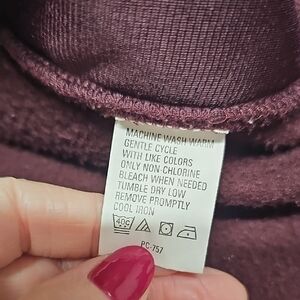 MACHINE WASH WARM
GENTLE CYCLE
WITH LIKE COLORS
ONLY NON-CHLORINE
BLEACH WHEN NEEDED
TUMBLE DRY LOW
REMOVE PROMPTLY
COOL IRON
40C
PC-757